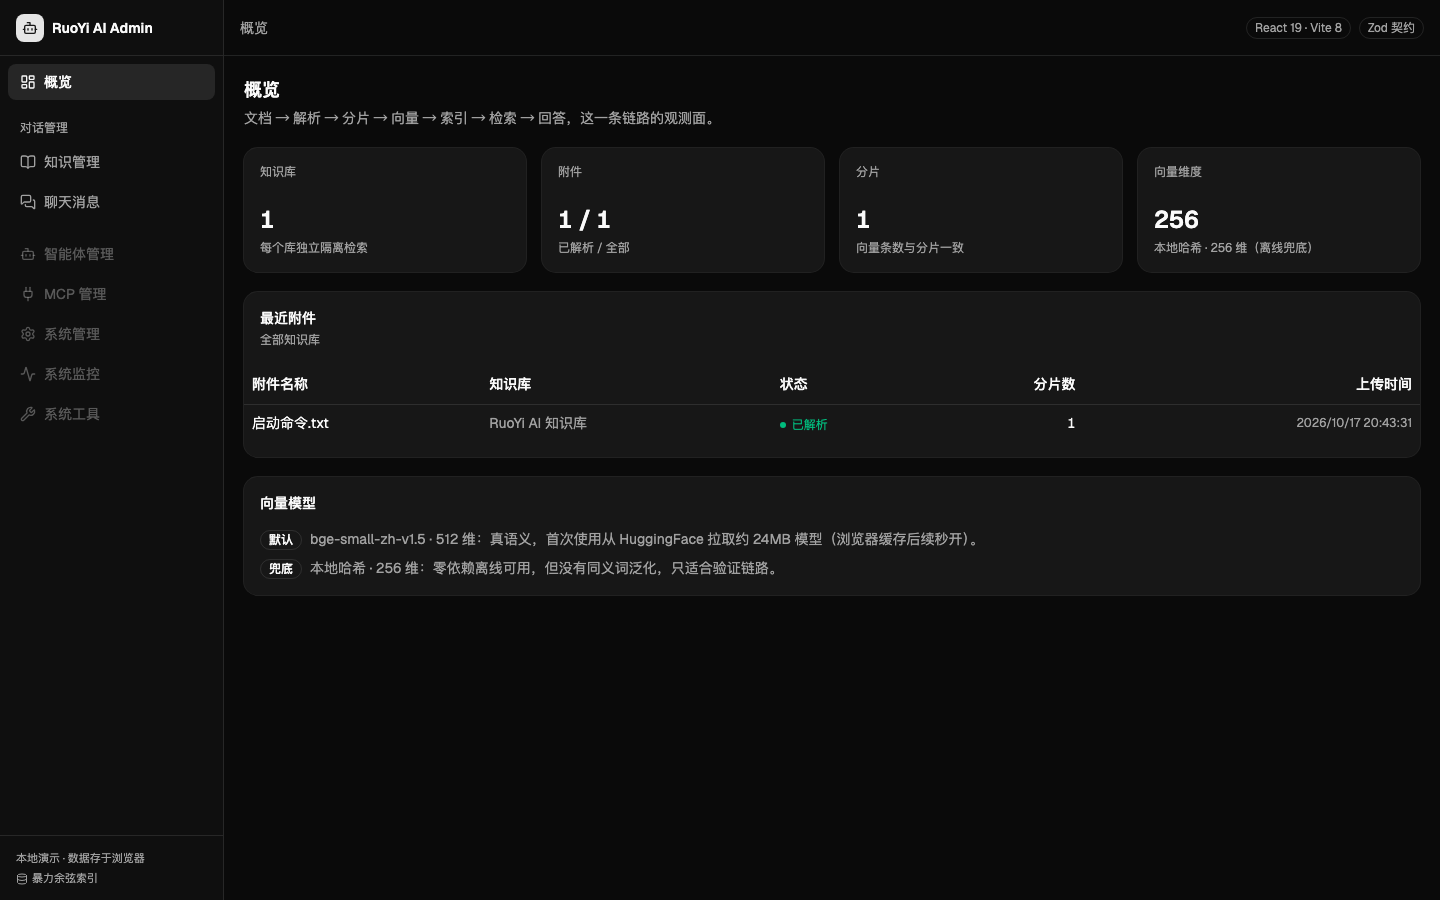 RuoYi AI Admin
概览
React 19 · Vite 8
Zod 契约
概览
对话管理
知识管理
聊天消息
智能体管理
MCP 管理
系统管理
系统监控
系统工具
本地演示 · 数据存于浏览器
暴力余弦索引
概览
文档 → 解析 → 分片 → 向量 → 索引 → 检索 → 回答，这一条链路的观测面。
知识库
1
每个库独立隔离检索
附件
1 / 1
已解析 / 全部
分片
1
向量条数与分片一致
向量维度
256
本地哈希 · 256 维（离线兜底）
最近附件
全部知识库
附件名称 知识库 状态 分片数 上传时间
启动命令.txt RuoYi AI 知识库 已解析 1 2026/10/17 20:43:31
向量模型
默认 bge-small-zh-v1.5 · 512 维：真语义，首次使用从 HuggingFace 拉取约 24MB 模型（浏览器缓存后续秒开）。
兜底 本地哈希 · 256 维：零依赖离线可用，但没有同义词泛化，只适合验证链路。